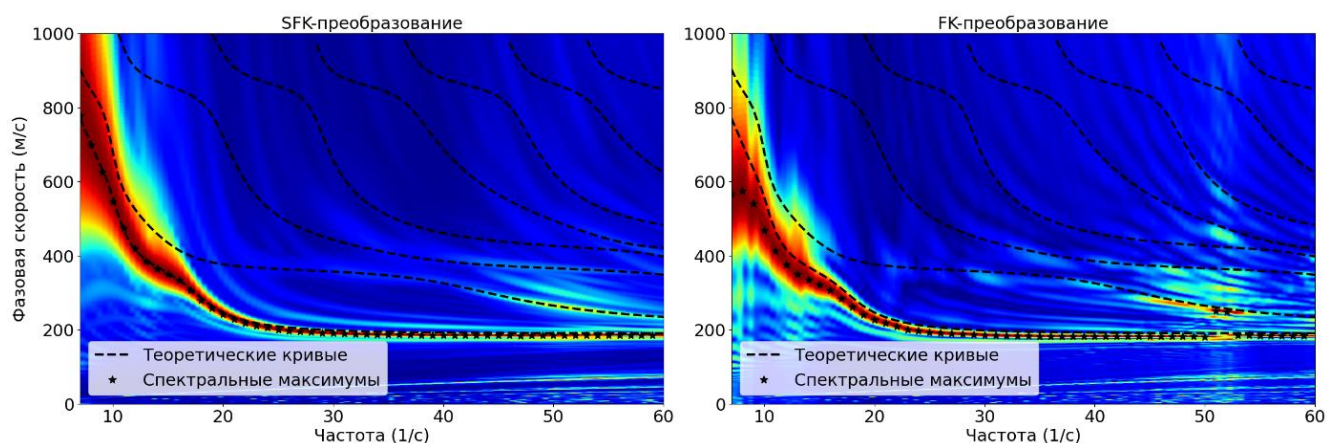 SFK-преобразование
1000
800
600
400
200
0
Фазовая скорость (м/с)
10
20
30
40
50
60
Частота (1/с)
Теоретические кривые
Спектральные максимумы
FK-преобразование
1000
800
600
400
200
0
10
20
30
40
50
60
Частота (1/с)
Теоретические кривые
Спектральные максимумы